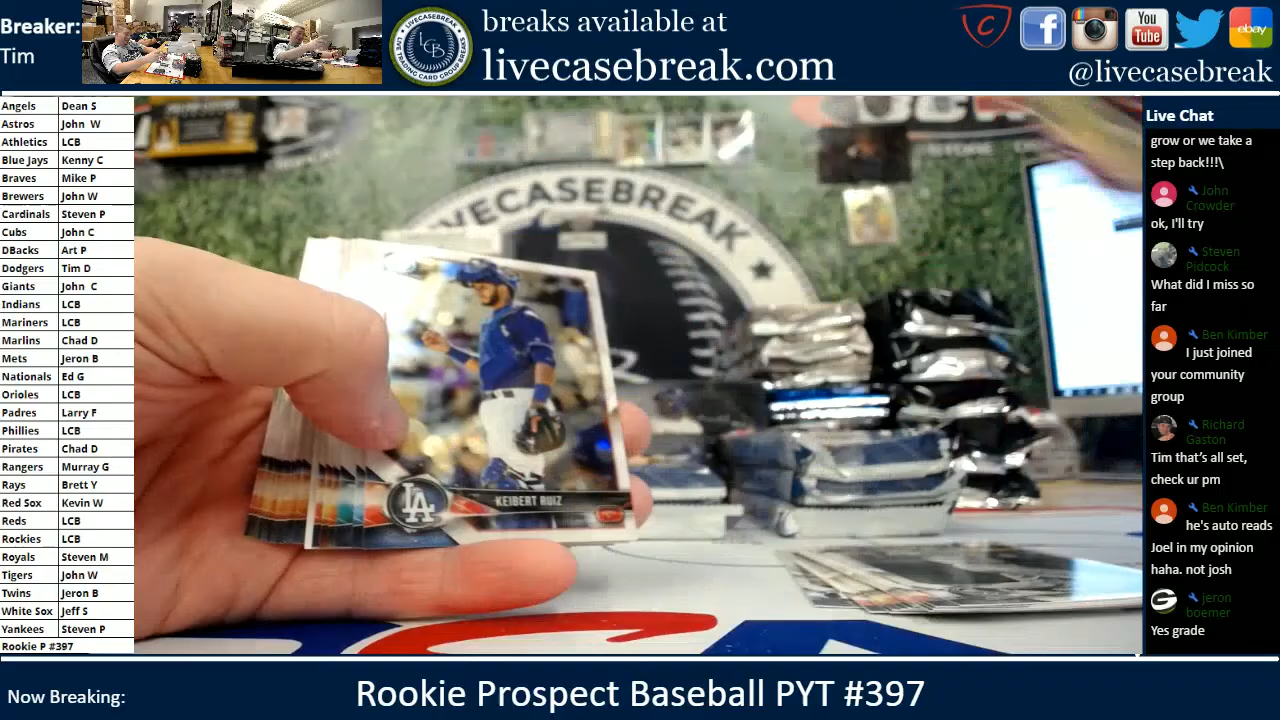 Breaker:
Tim
LCB
breaks available at
livecasebreak.com
You
Tube
ebay
@livecasebreak
Angels Dean S
Astros John W
Athletics LCB
Blue Jays Kenny C
Braves Mike P
Brewers John W
Cardinals Steven P
Cubs John C
DBacks Art P
Dodgers Tim D
Giants John C
Indians LCB
Mariners LCB
Marlins Chad D
Mets Jeron B
Nationals Ed G
Orioles LCB
Padres Larry F
Phillies LCB
Pirates Chad D
Rangers Murray G
Rays Brett Y
Red Sox Kevin W
Reds LCB
Rockies LCB
Royals Steven M
Tigers John W
Twins Jeron B
White Sox Jeff S
Yankees Steven P
Rookie P #397
VECASEBREAK
LA
KEIBERT RUIZ
Live Chat
grow or we take a
step back!!!\
John
Crowder
ok, I'll try
Steven
Pidcock
What did I miss so
far
Ben Kimber
I just joined
your community
group
Richard
Gaston
Tim that's all set,
check ur pm
Ben Kimber
he's auto reads
Joel in my opinion
haha. not josh
jeron
boemer
Yes grade
Now Breaking:
Rookie Prospect Baseball PYT #397